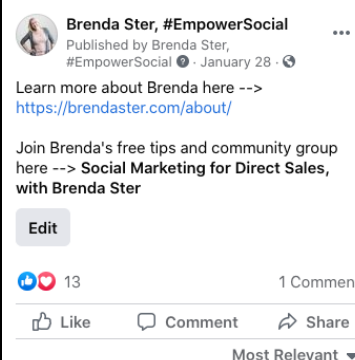 Brenda Ster, #EmpowerSocial
Published by Brenda Ster,
#EmpowerSocial · January 28 ·
Learn more about Brenda here -->
https://brendaster.com/about/
Join Brenda's free tips and community group
here --> Social Marketing for Direct Sales,
with Brenda Ster
Edit
13 1 Commen
Like Comment Share
Most Relevant